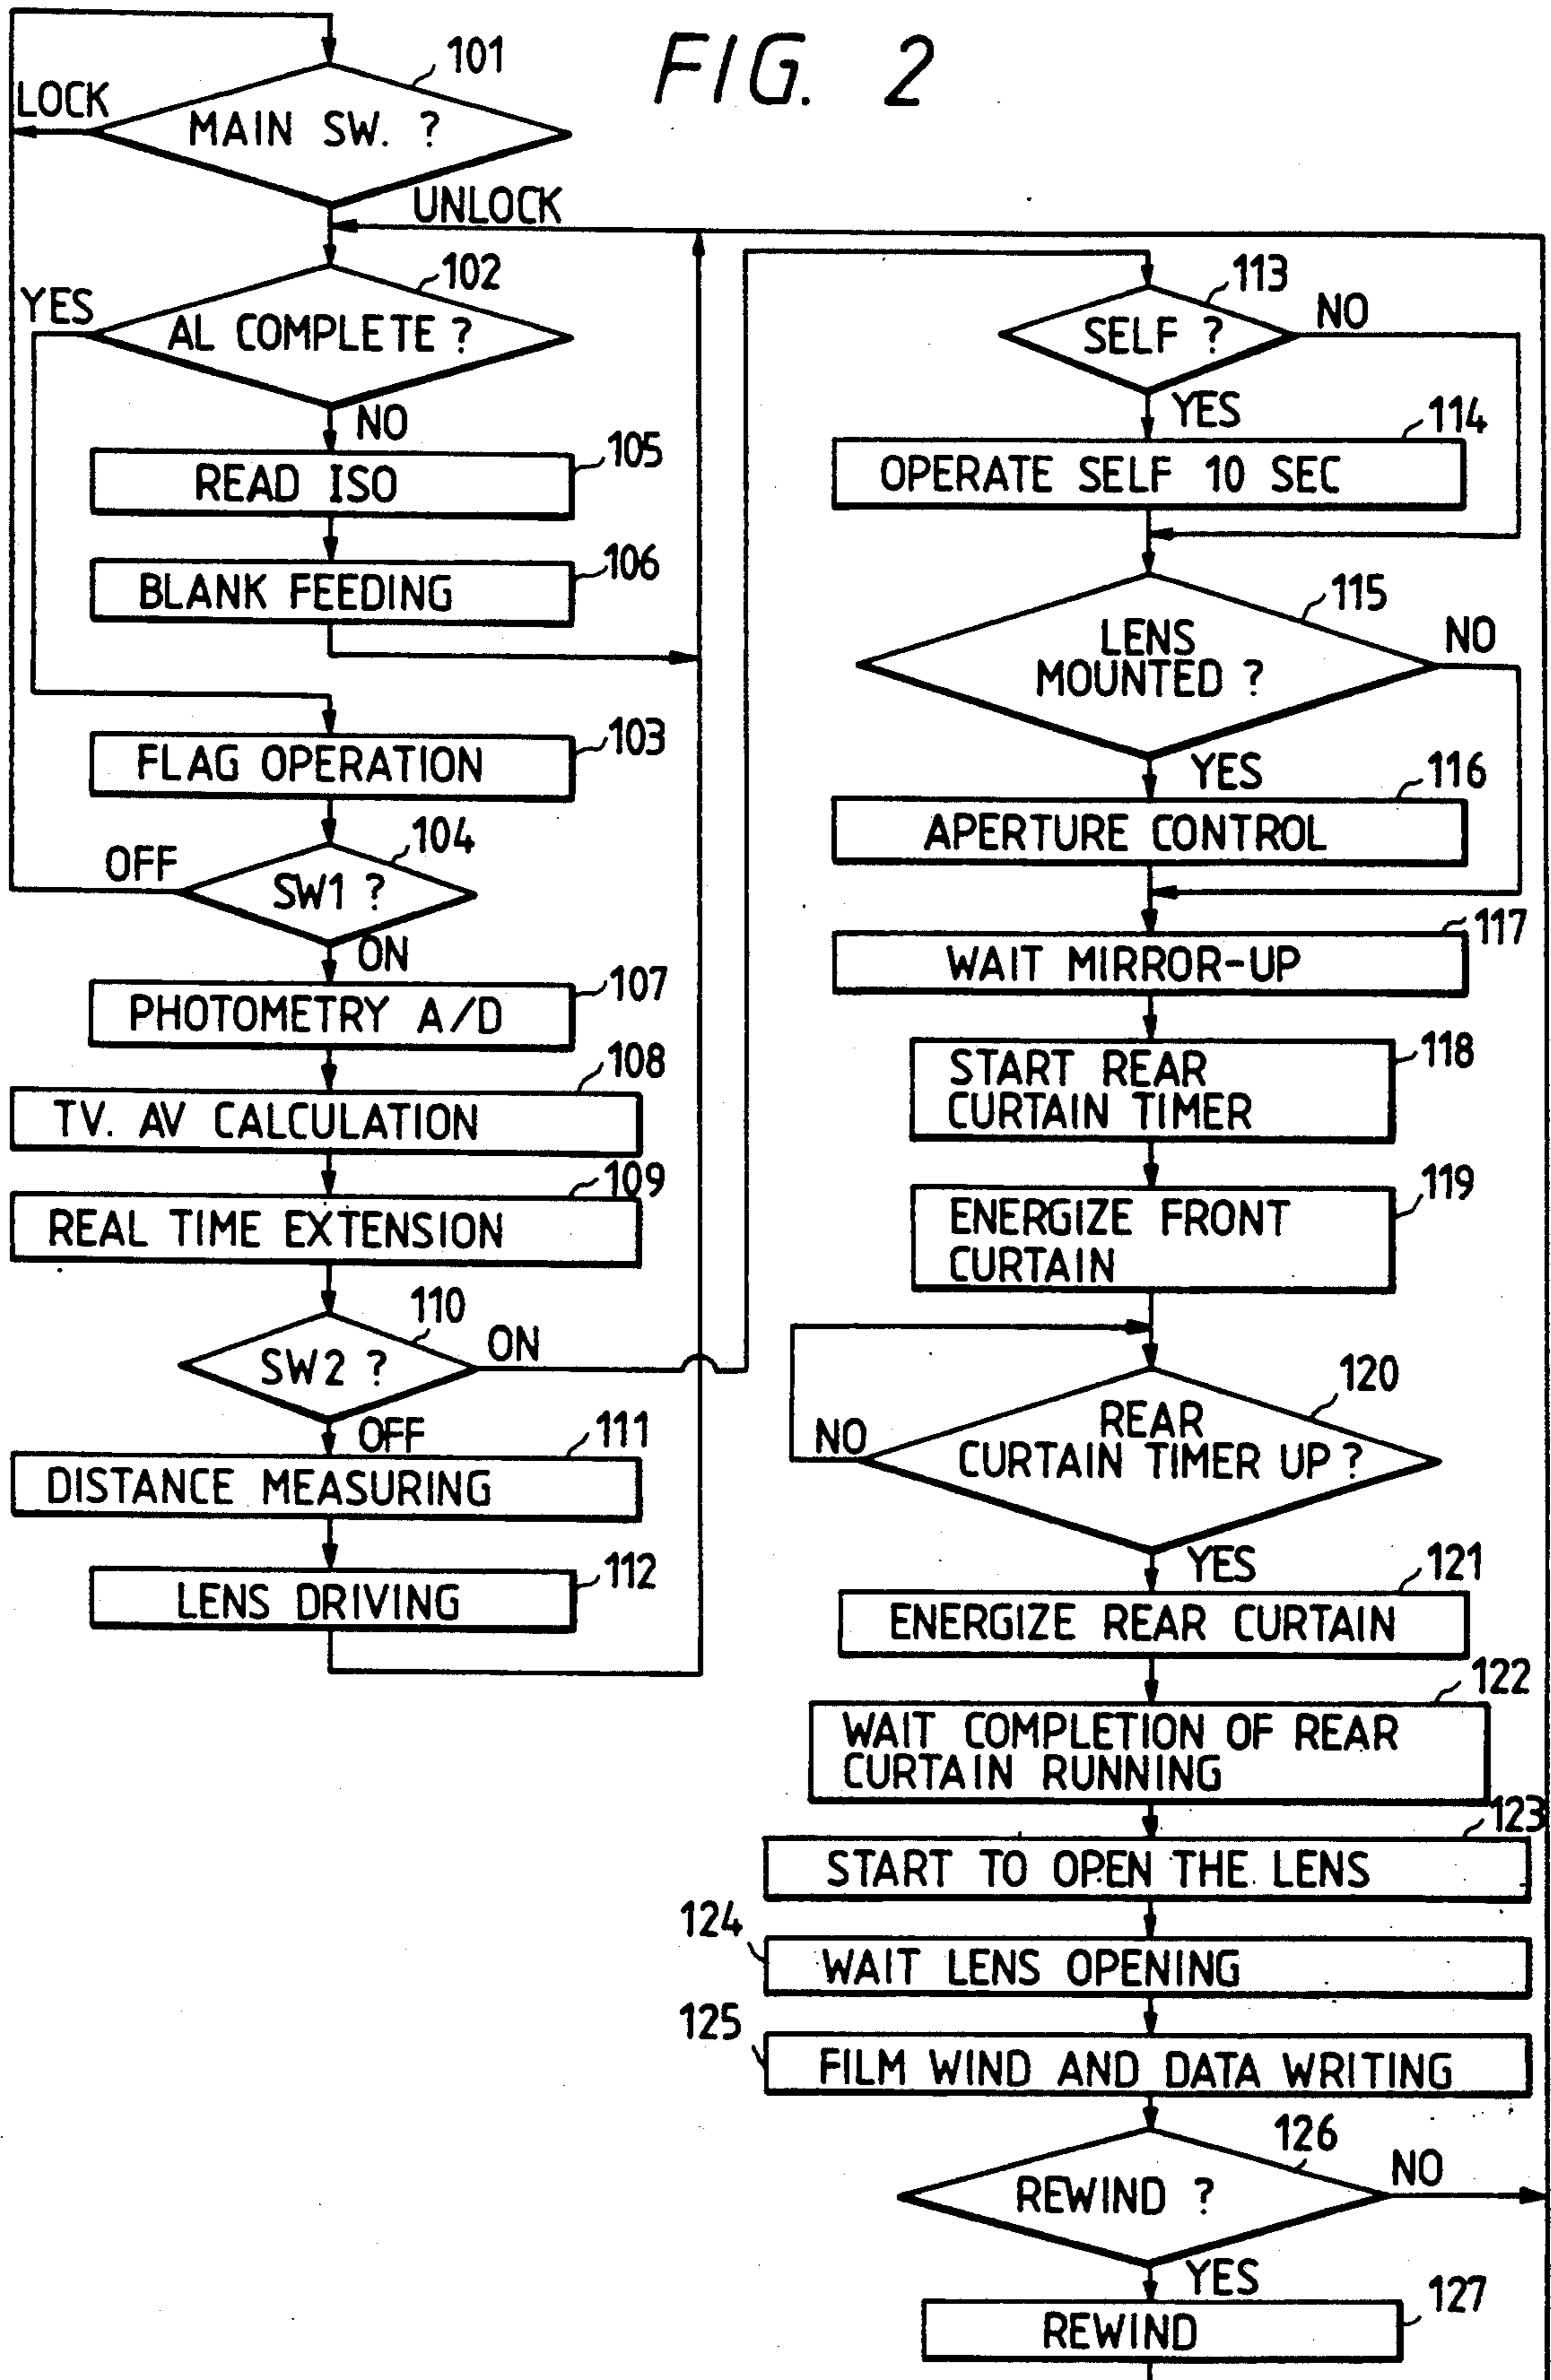 FIG. 2
101
LOCK
MAIN SW. ?
UNLOCK
102
YES
AL COMPLETE ?
NO
105
READ ISO
106
BLANK FEEDING
103
FLAG OPERATION
104
OFF
SW1 ?
ON
107
PHOTOMETRY A/D
108
TV. AV CALCULATION
109
REAL TIME EXTENSION
110
SW2 ?
ON
OFF
111
DISTANCE MEASURING
112
LENS DRIVING
113
SELF ?
NO
YES
114
OPERATE SELF 10 SEC
115
LENS
MOUNTED ?
NO
YES
116
APERTURE CONTROL
117
WAIT MIRROR-UP
118
START REAR
CURTAIN TIMER
119
ENERGIZE FRONT
CURTAIN
120
REAR
CURTAIN TIMER UP ?
NO
YES
121
ENERGIZE REAR CURTAIN
122
WAIT COMPLETION OF REAR
CURTAIN RUNNING
123
START TO OPEN THE LENS
124
WAIT LENS OPENING
125
FILM WIND AND DATA WRITING
126
REWIND ?
NO
YES
127
REWIND